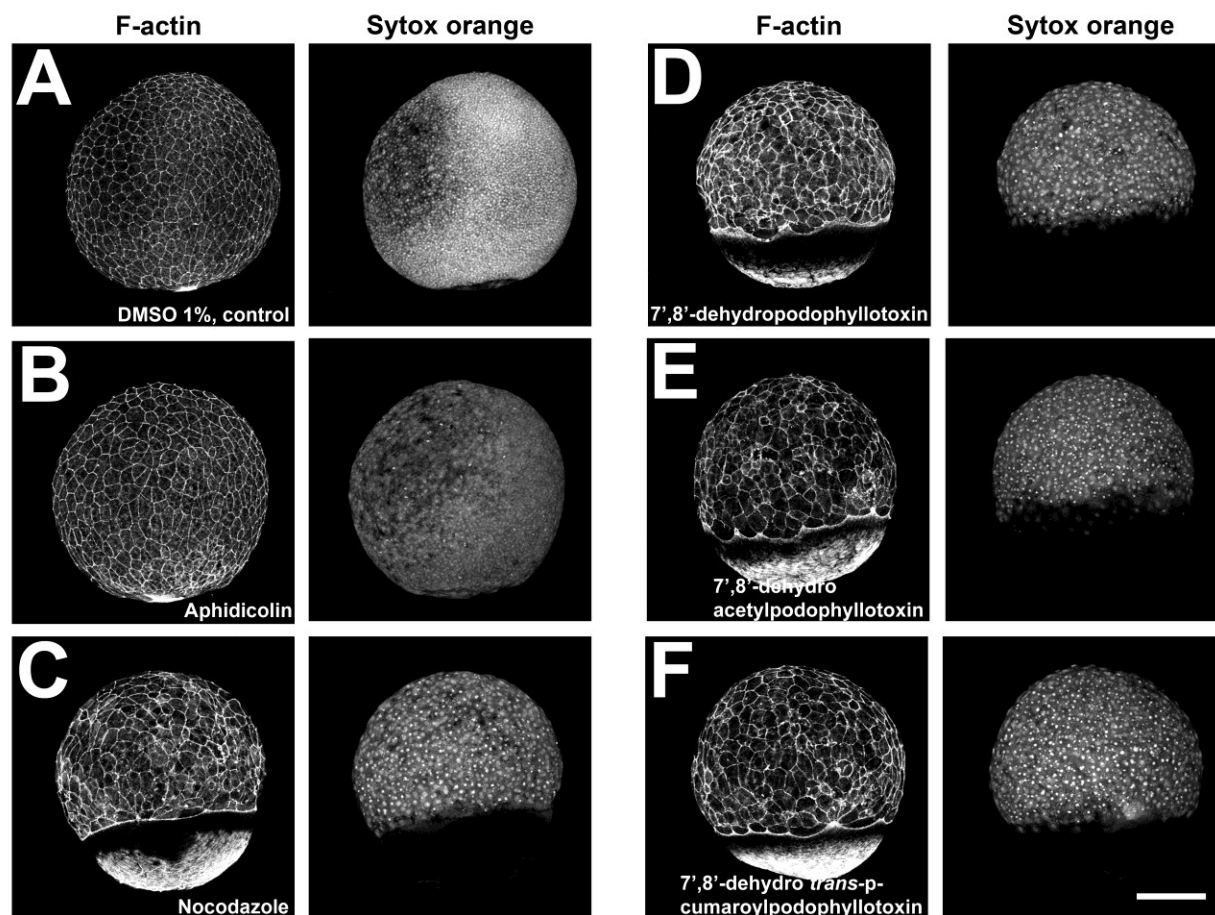 F-actin Sytox orange F-actin Sytox orange
A
DMSO 1%, control
D
7’,8’-dehydropodophyllotoxin
B
Aphidicolin
E
7’,8’-dehydro
acetylpodophyllotoxin
C
Nocodazole
F
7’,8’-dehydro trans-p-
cumaroylpodophyllotoxin